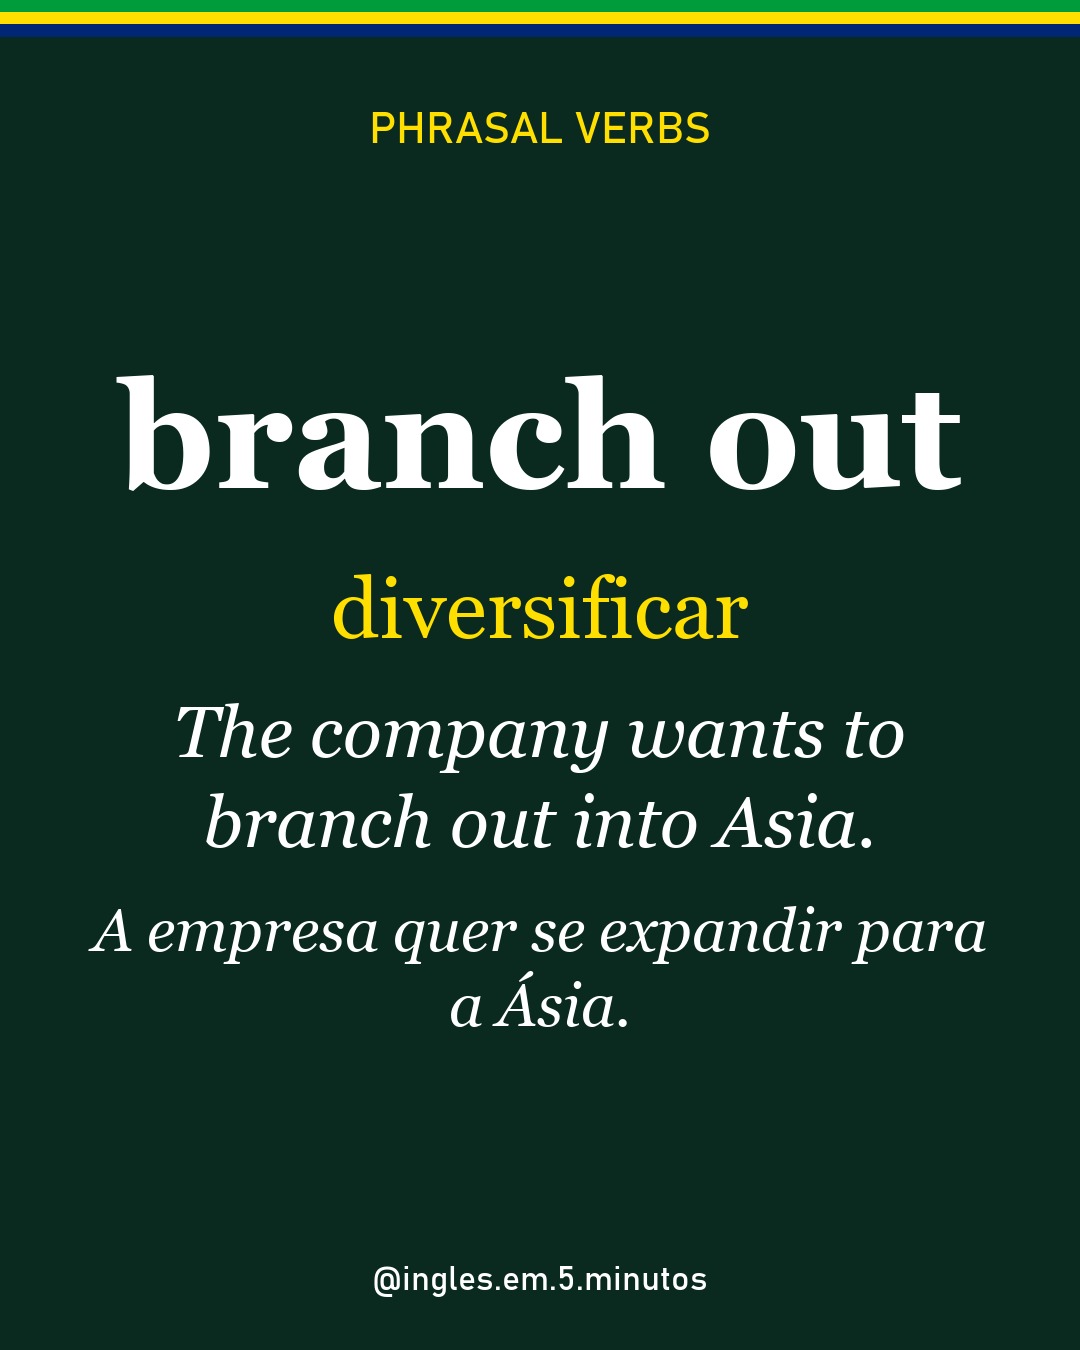 PHRASAL VERBS
branch out
diversificar
The company wants to
branch out into Asia.
A empresa quer se expandir para
a Ásia.
@ingles.em.5.minutos